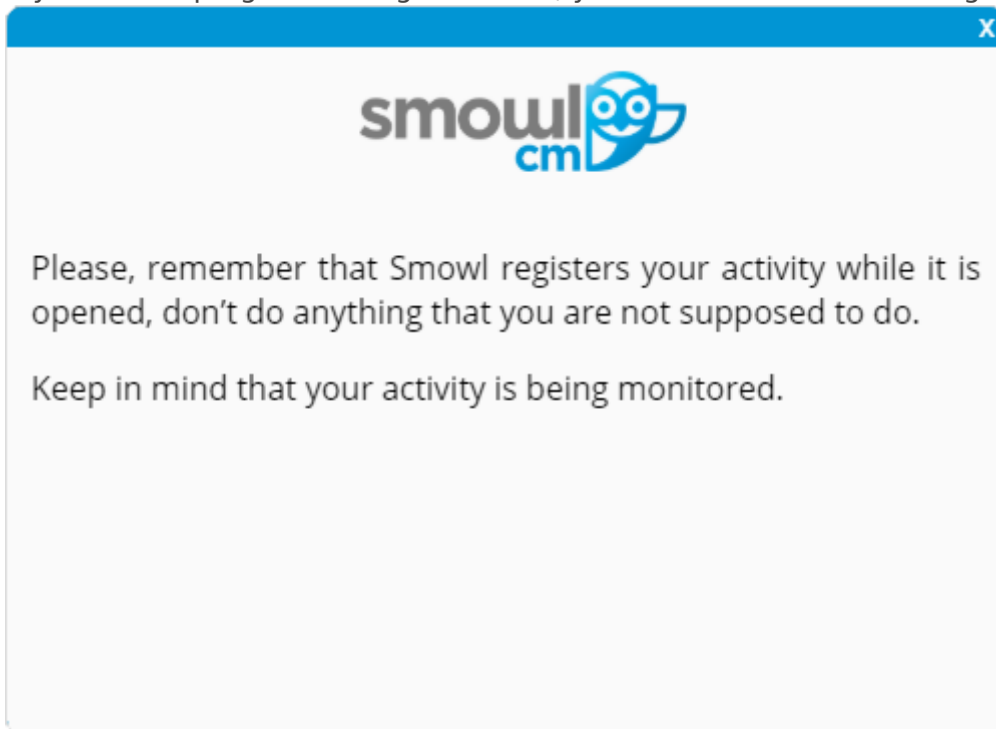 X
smowl
cm
Please, remember that Smowl registers your activity while it is
opened, don't do anything that you are not supposed to do.
Keep in mind that your activity is being monitored.